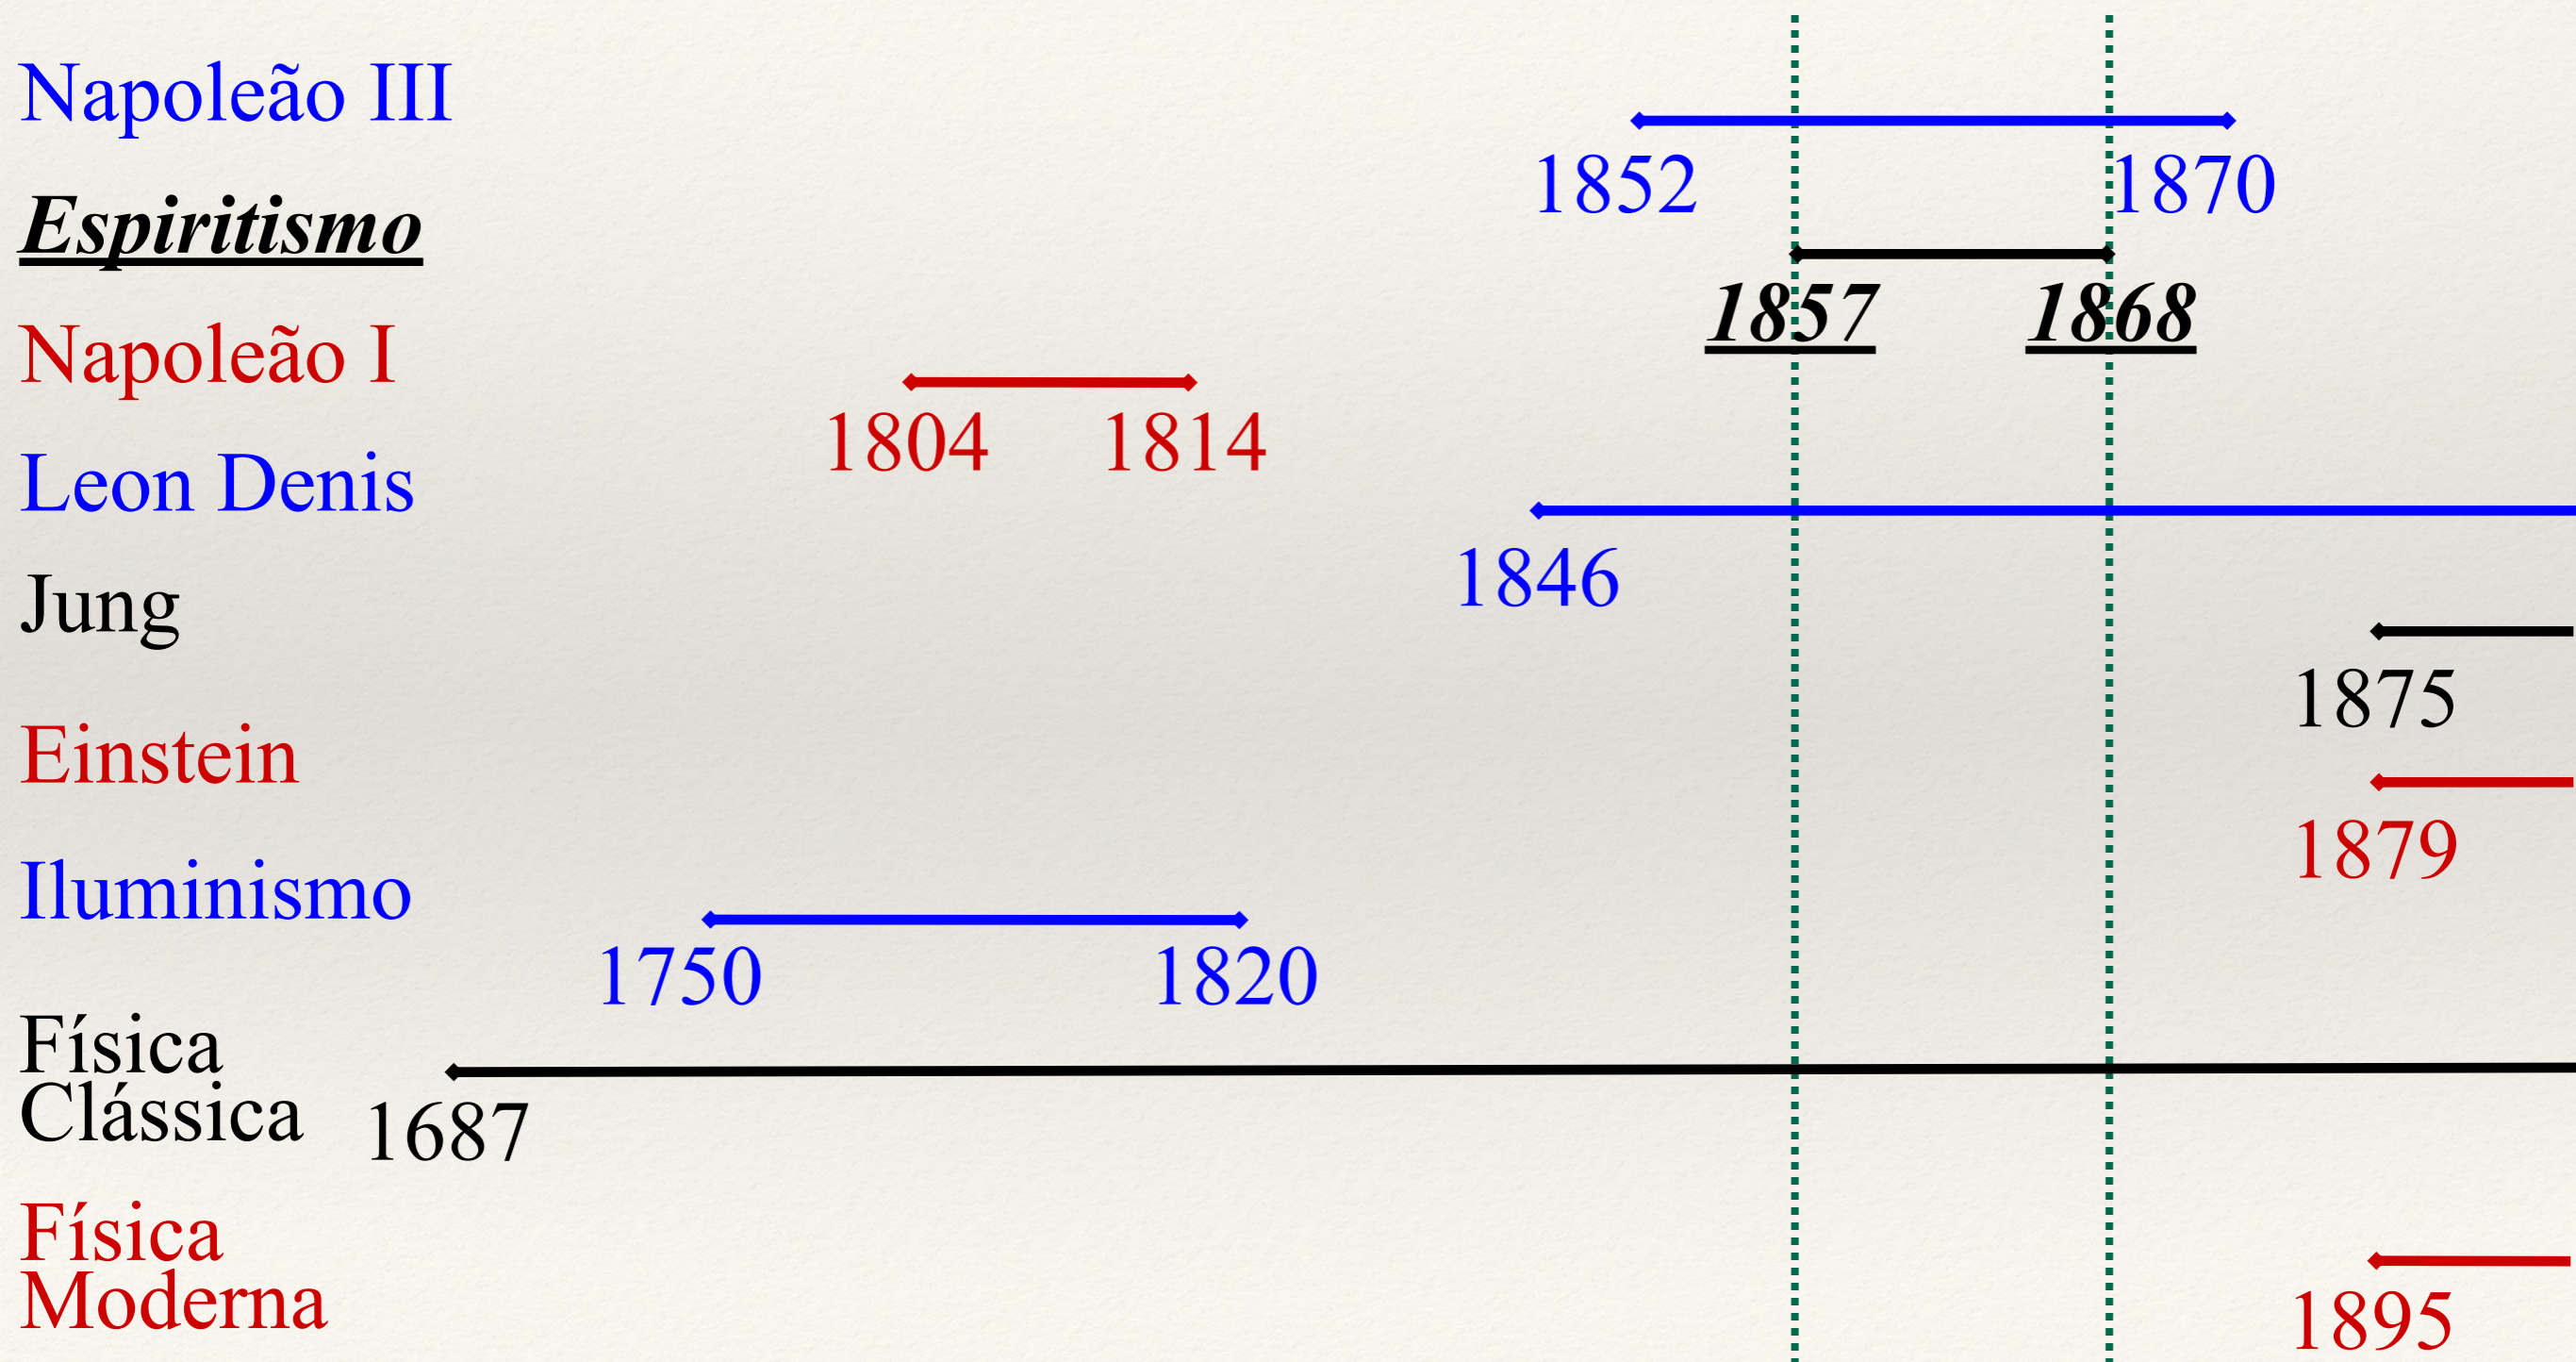 Napoleão III
1852 1870
Espiritismo
1857 1868
Napoleão I
1804 1814
Leon Denis
1846
Jung
1875
Einstein
1879
Iluminismo
1750 1820
Física
Clássica
1687
Física
Moderna
1895